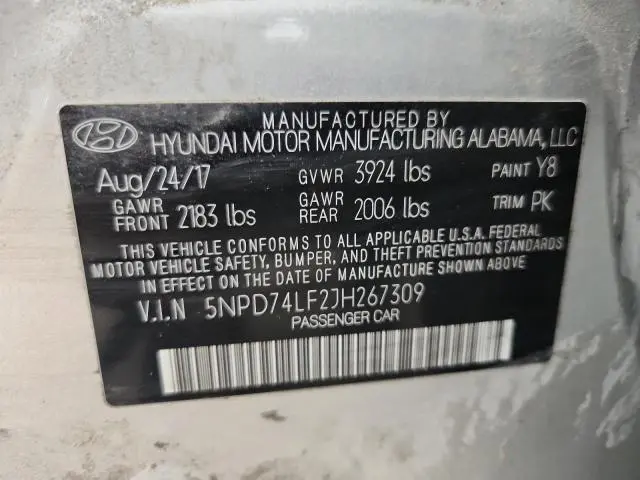 MANUFACTURED BY
HYUNDAI MOTOR MANUFACTURING ALABAMA, LLC
Aug/24/17 GVWR 3924 lbs PAINT Y8
GAWR FRONT 2183 lbs GAWR REAR 2006 lbs TRIM PK
THIS VEHICLE CONFORMS TO ALL APPLICABLE U.S.A. FEDERAL
MOTOR VEHICLE SAFETY, BUMPER, AND THEFT PREVENTION STANDARDS
IN EFFECT ON THE DATE OF MANUFACTURE SHOWN ABOVE.
V.I.N 5NPD74LF2JH267309
PASSENGER CAR